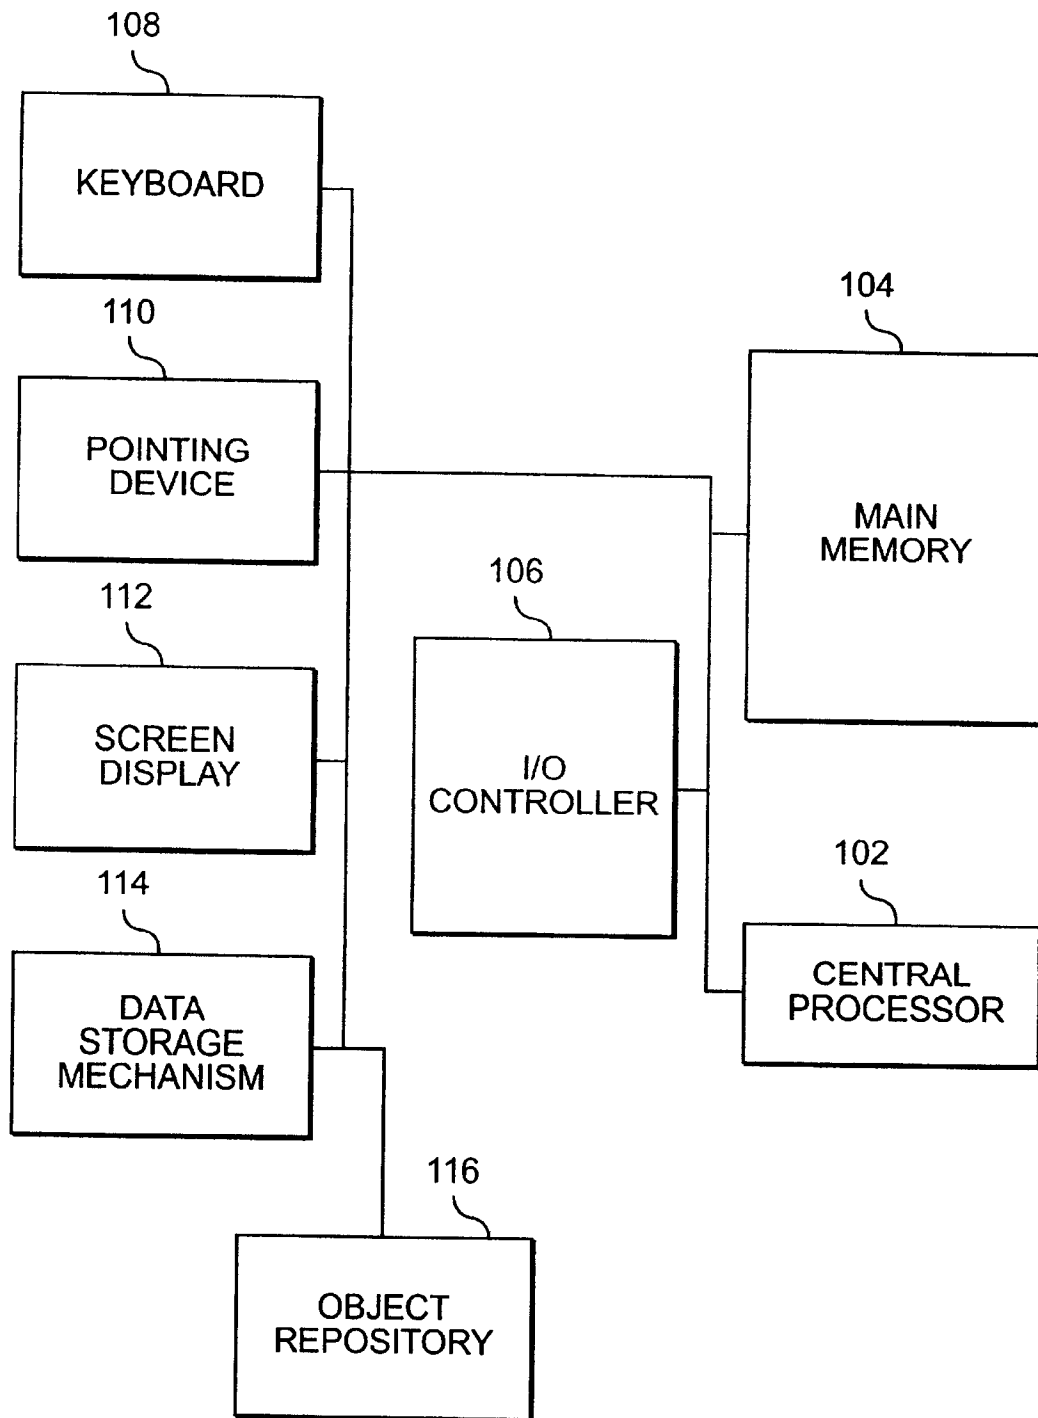 108
KEYBOARD
110
POINTING
DEVICE
104
MAIN
MEMORY
106
I/O
CONTROLLER
112
SCREEN
DISPLAY
102
CENTRAL
PROCESSOR
114
DATA
STORAGE
MECHANISM
116
OBJECT
REPOSITORY